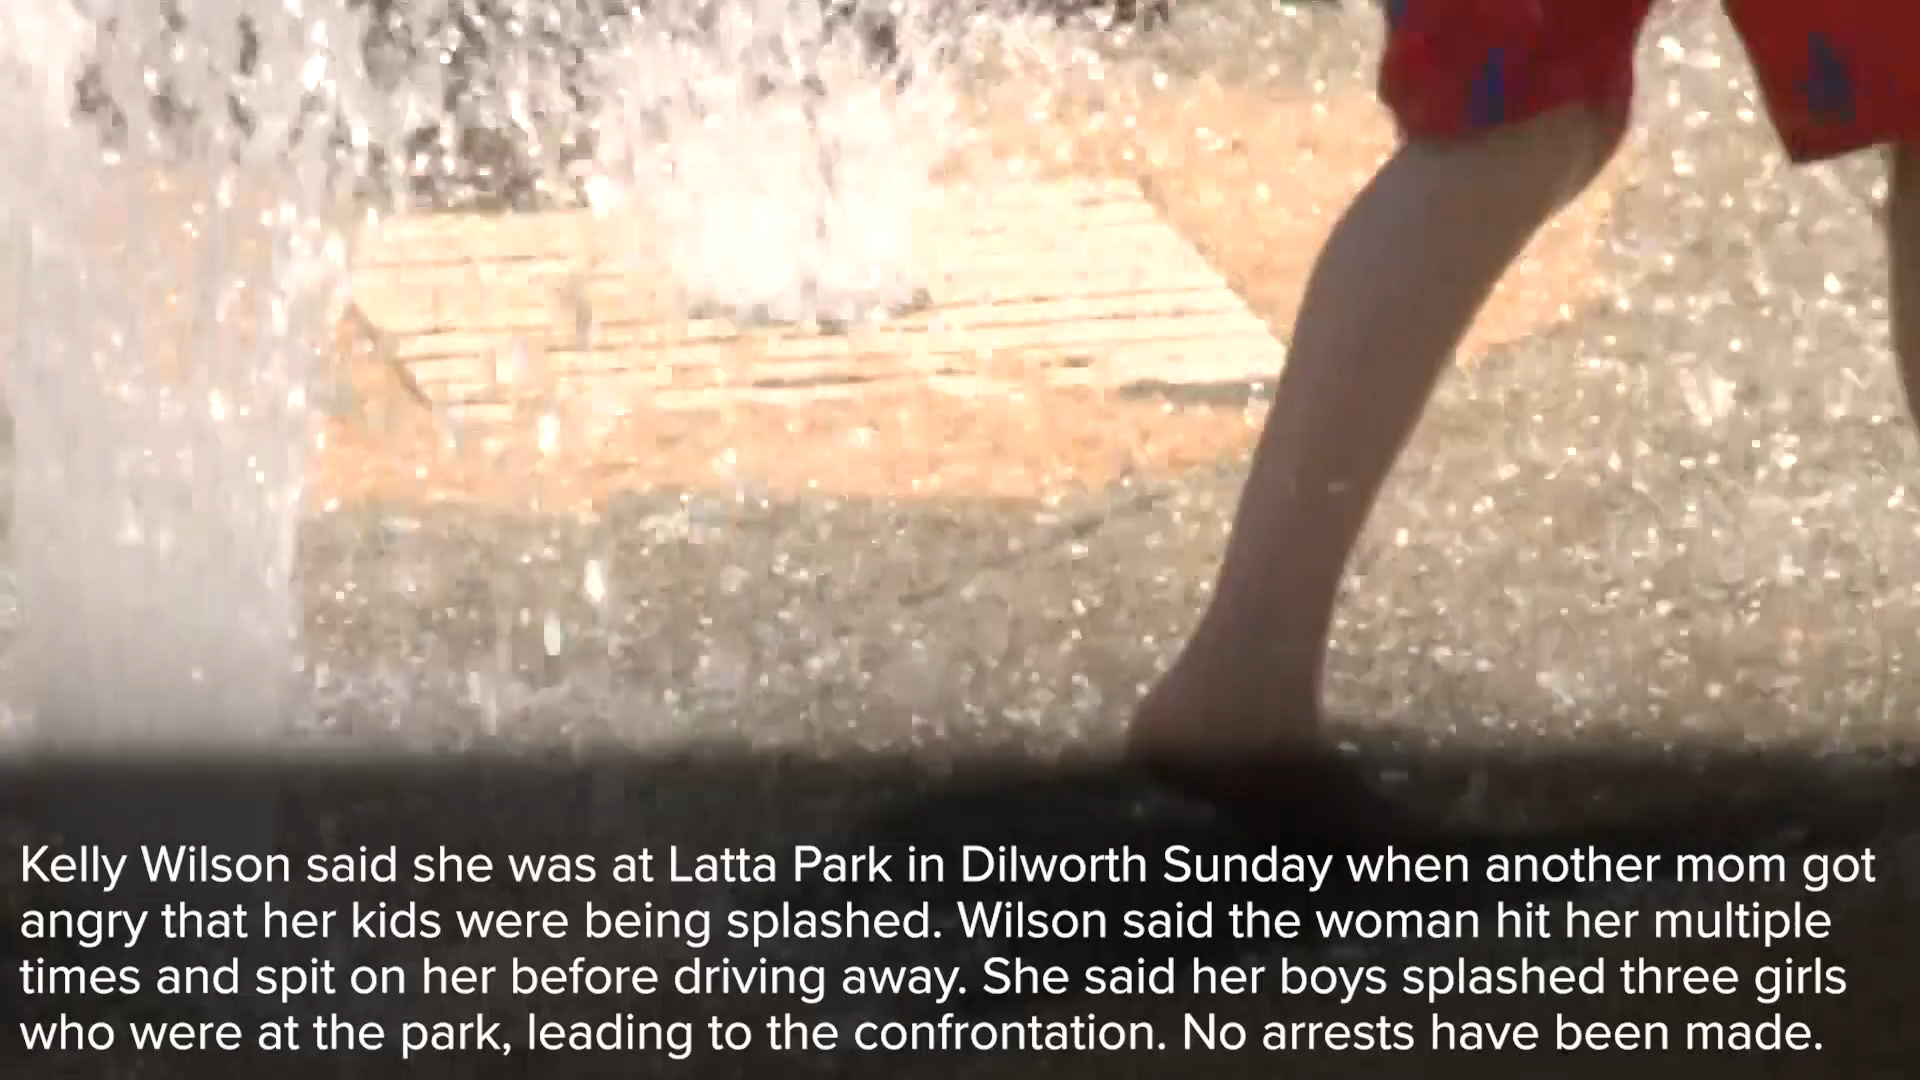 Kelly Wilson said she was at Latta Park in Dilworth Sunday when another mom got
angry that her kids were being splashed. Wilson said the woman hit her multiple
times and spit on her before driving away. She said her boys splashed three girls
who were at the park, leading to the confrontation. No arrests have been made.